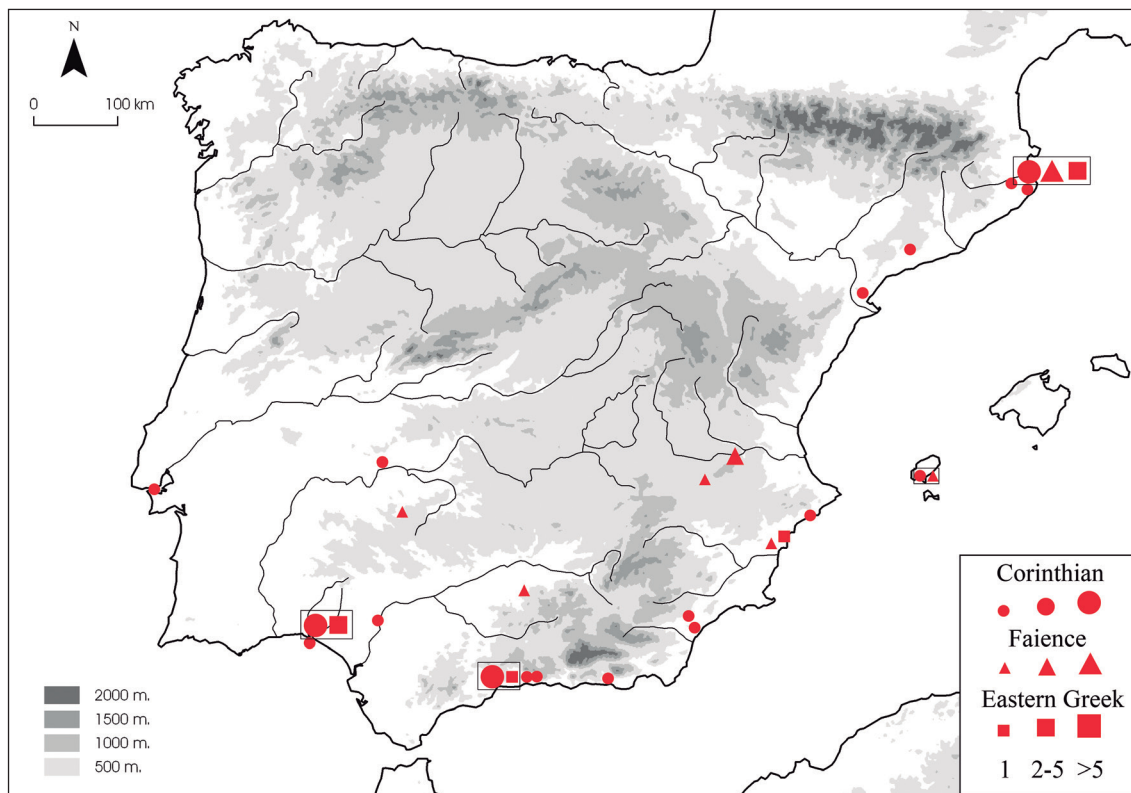 N
0 100 km
2000 m.
1500 m.
1000 m.
500 m.
Corinthian
Faience
Eastern Greek
1 2-5 >5